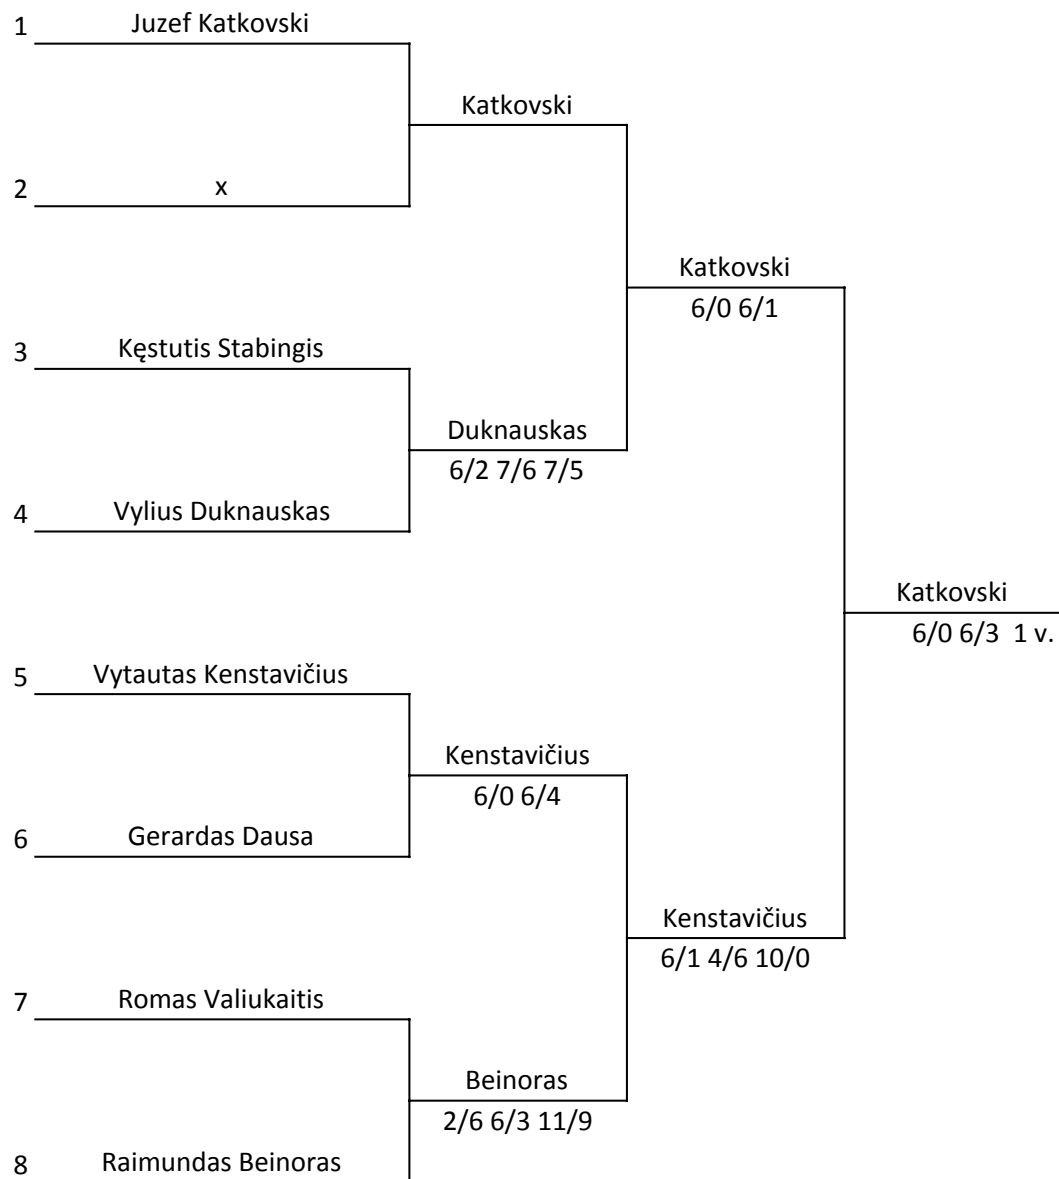 1 Juzef Katkovski
Katkovski
2 x
Katkovski
6/0 6/1
3 Kęstutis Stabingis
Duknauskas
6/2 7/6 7/5
4 Vylius Duknauskas
Katkovski
6/0 6/3 1 v.
5 Vytautas Kenstavičius
Kenstavičius
6/0 6/4
6 Gerardas Dausa
Kenstavičius
6/1 4/6 10/0
7 Romas Valiukaitis
Beinoras
2/6 6/3 11/9
8 Raimundas Beinoras